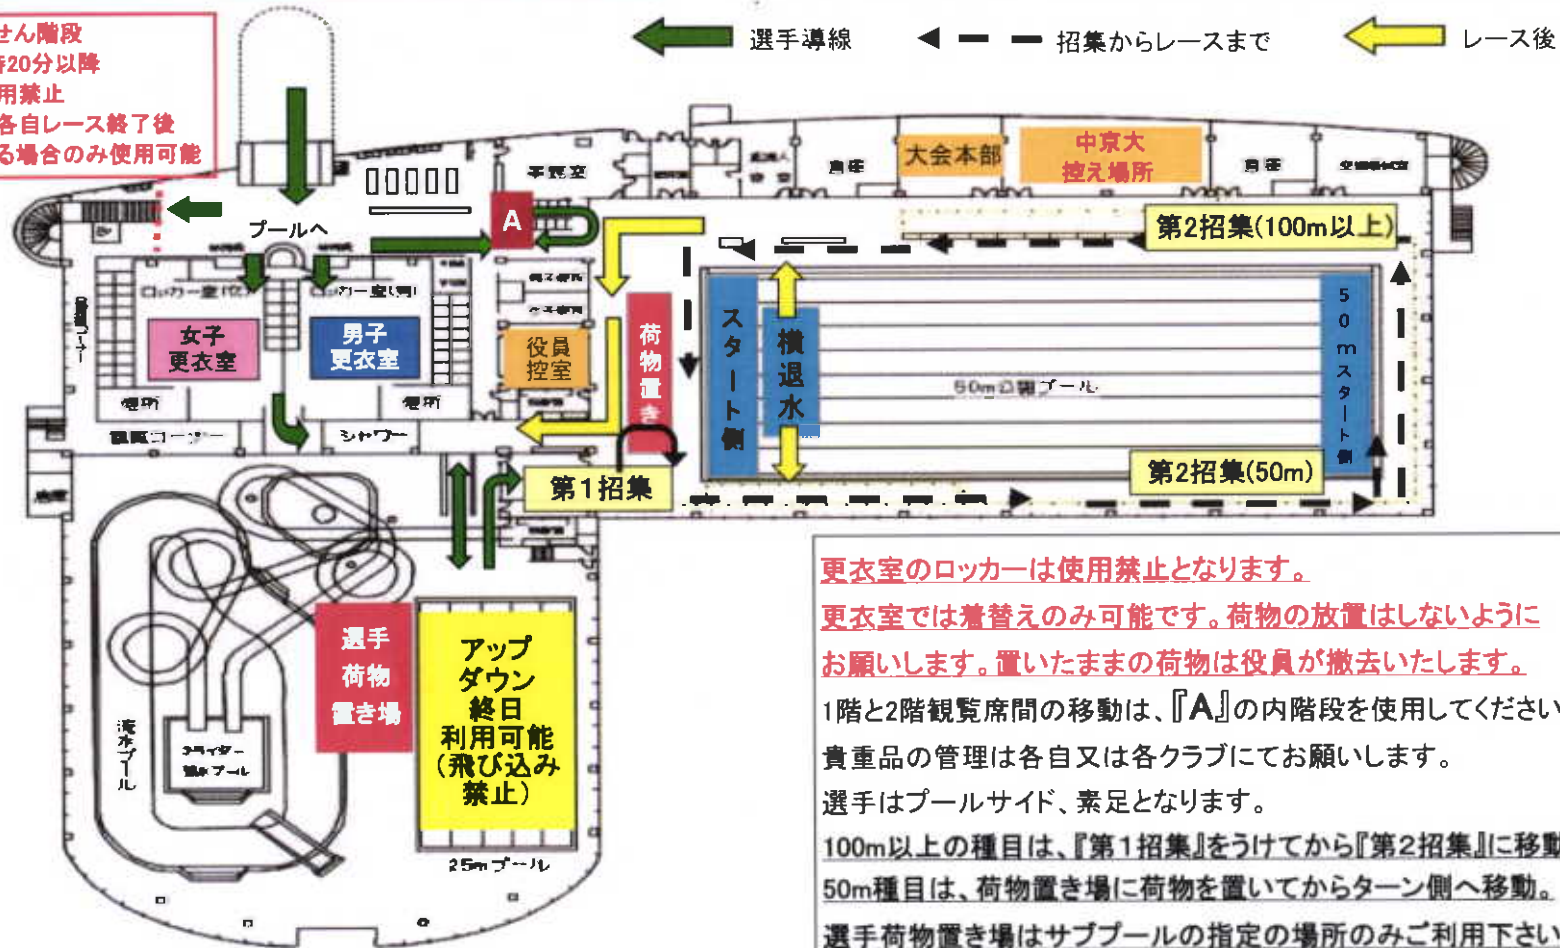 せん階段
時20分以降
用禁止
各自レース終了後
る場合のみ使用可能
選手導線
招集からレースまで
レース後
大会本部
中京大
控え場所
A
プールへ
第2招集(100m以上)
女子
更衣室
男子
更衣室
役員
控室
荷物置き
スタート側
横退水
50m公認プール
50mスタート側
シャワー
第1招集
第2招集(50m)
選手
荷物
置き場
アップ
ダウン
終日
利用可能
(飛び込み
禁止)
流水プール
25mプール
更衣室のロッカーは使用禁止となります。
更衣室では着替えのみ可能です。荷物の放置はしないように
お願いします。置いたままの荷物は役員が撤去いたします。
1階と2階観覧席間の移動は、『A』の内階段を使用してください
貴重品の管理は各自又は各クラブにてお願いします。
選手はプールサイド、素足となります。
100m以上の種目は、『第1招集』をうけてから『第2招集』に移動
50m種目は、荷物置き場に荷物を置いてからターン側へ移動。
選手荷物置き場はサブプールの指定の場所のみご利用下さい